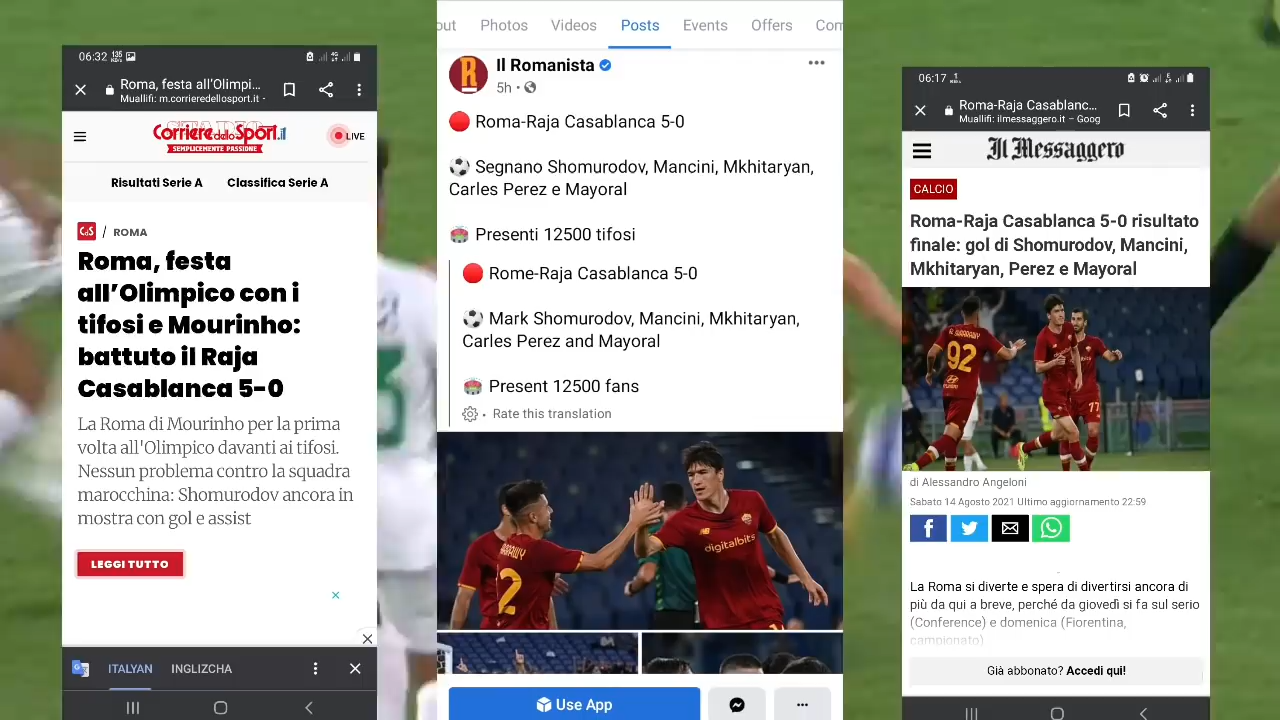 06:32
Roma, festa all'Olimpi...
Muallifi: m.corrieredellosport.it -
Corriere dello Sport.it
SEMPLICEMENTE PASSIONE
LIVE
Risultati Serie A Classifica Serie A
CdS / ROMA
Roma, festa
all'Olimpico con i
tifosi e Mourinho:
battuto il Raja
Casablanca 5-0
La Roma di Mourinho per la prima
volta all'Olimpico davanti ai tifosi.
Nessun problema contro la squadra
marocchina: Shomurodov ancora in
mostra con gol e assist
LEGGI TUTTO
ITALYAN INGLIZCHA
out Photos Videos Posts Events Offers Com
Il Romanista
5h
Roma-Raja Casablanca 5-0
Segnano Shomurodov, Mancini, Mkhitaryan,
Carles Perez e Mayoral
Presenti 12500 tifosi
Rome-Raja Casablanca 5-0
Mark Shomurodov, Mancini, Mkhitaryan,
Carles Perez and Mayoral
Present 12500 fans
Rate this translation
2
digitalbits
Use App
06:17
Roma-Raja Casablanc...
Muallifi: ilmessaggero.it – Goog
Il Messaggero
CALCIO
Roma-Raja Casablanca 5-0 risultato
finale: gol di Shomurodov, Mancini,
Mkhitaryan, Perez e Mayoral
92
77
di Alessandro Angeloni
Sabato 14 Agosto 2021 Ultimo aggiornamento 22:59
La Roma si diverte e spera di divertirsi ancora di
più da qui a breve, perché da giovedì si fa sul serio
(Conference) e domenica (Fiorentina,
campionato)
Già abbonato? Accedi qui!